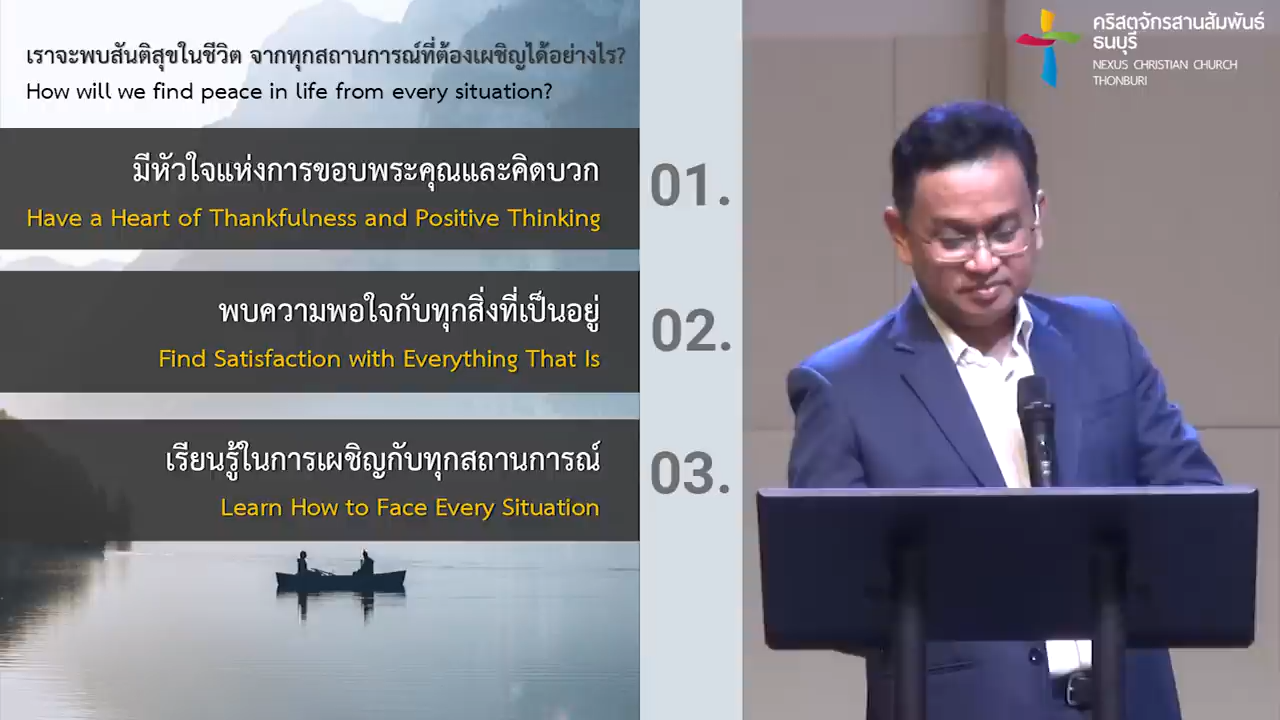 เราจะพบสันติสุขในชีวิต จากทุกสถานการณ์ที่ต้องเผชิญได้อย่างไร?
How will we find peace in life from every situation?
มีหัวใจแห่งการขอบพระคุณและคิดบวก
Have a Heart of Thankfulness and Positive Thinking
01.
พบความพอใจกับทุกสิ่งที่เป็นอยู่
Find Satisfaction with Everything That Is
02.
เรียนรู้ในการเผชิญกับทุกสถานการณ์
Learn How to Face Every Situation
03.
คริสตจักรสานสัมพันธ์
ธนบุรี
NEXUS CHRISTIAN CHURCH
THONBURI